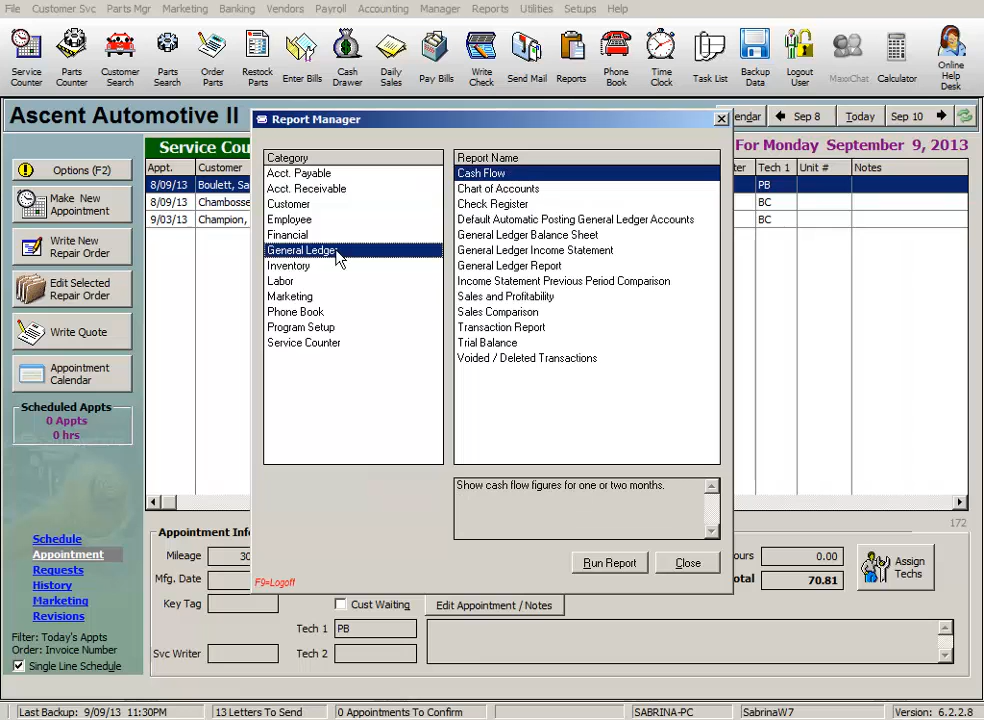 File Customer Svc Parts Mgr Marketing Banking Vendors Payroll Accounting Manager Reports Utilities Setups Help
Service Counter
Parts Counter
Customer Search
Parts Search
Order Parts
Restock Parts
Enter Bills
Cash Drawer
Daily Sales
Pay Bills
Write Check
Send Mail
Reports
Phone Book
Time Clock
Task List
Backup Data
Logout User
MaxxChat
Calculator
Online Help Desk
Ascent Automotive II
endar
Sep 8
Today
Sep 10
Service Cou
For Monday September 9, 2013
Appt. Customer
ter Tech 1 Unit # Notes
8/09/13 Boulett, Sa
PB
8/09/13 Chambosse
BC
9/03/13 Champion,
BC
Options (F2)
Make New Appointment
Write New Repair Order
Edit Selected Repair Order
Write Quote
Appointment Calendar
Scheduled Appts
0 Appts
0 hrs
Schedule
Appointment
Requests
History
Marketing
Revisions
Filter: Today's Appts
Order: Invoice Number
Single Line Schedule
Report Manager
Category
Acct. Payable
Acct. Receivable
Customer
Employee
Financial
General Ledger
Inventory
Labor
Marketing
Phone Book
Program Setup
Service Counter
Report Name
Cash Flow
Chart of Accounts
Check Register
Default Automatic Posting General Ledger Accounts
General Ledger Balance Sheet
General Ledger Income Statement
General Ledger Report
Income Statement Previous Period Comparison
Sales and Profitability
Sales Comparison
Transaction Report
Trial Balance
Voided / Deleted Transactions
Show cash flow figures for one or two months.
Run Report
Close
F9=Logoff
172
Appointment Info
Mileage 30
Mfg. Date
Key Tag
Svc Writer
Cust Waiting
Edit Appointment / Notes
Tech 1 PB
Tech 2
ours 0.00
otal 70.81
Assign Techs
Last Backup: 9/09/13 11:30PM
13 Letters To Send
0 Appointments To Confirm
SABRINA-PC
SabrinaW7
Version: 6.2.2.8